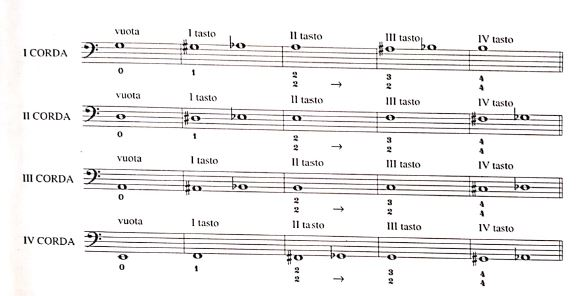 vuota I tasto II tasto III tasto IV tasto
I CORDA
0 1 2 3 4
2 → 2 4
vuota I tasto II tasto III tasto IV tasto
II CORDA
0 1 2 3 4
2 → 2 4
vuota I tasto II tasto III tasto IV tasto
III CORDA
0 2 3 4
2 → 2 4
vuota I tasto II tasto III tasto IV tasto
IV CORDA
0 1 2 3 4
2 → 2 4